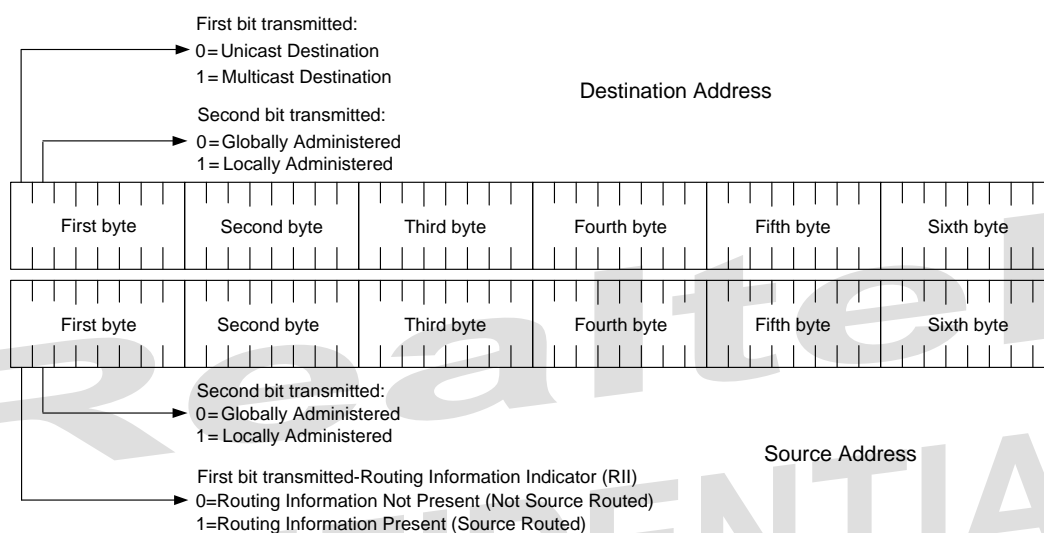 First bit transmitted:
0=Unicast Destination
1=Multicast Destination
Destination Address
Second bit transmitted:
0=Globally Administered
1=Locally Administered
First byte Second byte Third byte Fourth byte Fifth byte Sixth byte
First byte Second byte Third byte Fourth byte Fifth byte Sixth byte
Second bit transmitted:
0=Globally Administered
1=Locally Administered
Source Address
First bit transmitted-Routing Information Indicator (RII)
0=Routing Information Not Present (Not Source Routed)
1=Routing Information Present (Source Routed)
Realtek
FIDENTIA